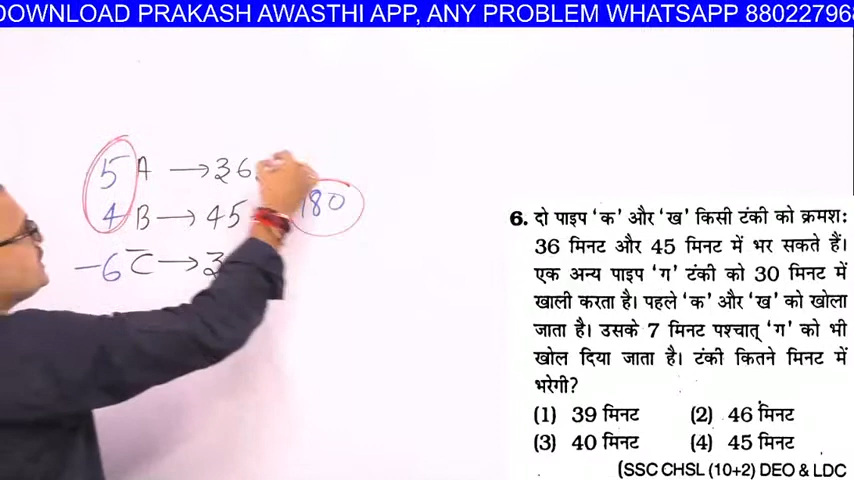 DOWNLOAD PRAKASH AWASTHI APP, ANY PROBLEM WHATSAPP 88022796
5 A → 36
4 B → 45 180
-6 C → 3
6. दो पाइप ‘क’ और ‘ख’ किसी टंकी को क्रमशः
36 मिनट और 45 मिनट में भर सकते हैं।
एक अन्य पाइप ‘ग’ टंकी को 30 मिनट में
खाली करता है। पहले ‘क’ और ‘ख’ को खोला
जाता है। उसके 7 मिनट पश्चात् ‘ग’ को भी
खोल दिया जाता है। टंकी कितने मिनट में
भरेगी?
(1) 39 मिनट (2) 46 मिनट
(3) 40 मिनट (4) 45 मिनट
(SSC CHSL (10+2) DEO & LDC